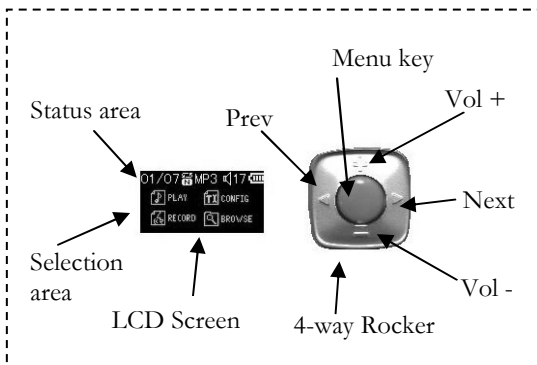 Menu key
Vol +
Status area
Prev
01/07 MP3 17
PLAY CONFIG
RECORD BROWSE
Next
Selection
area
Vol -
LCD Screen
4-way Rocker